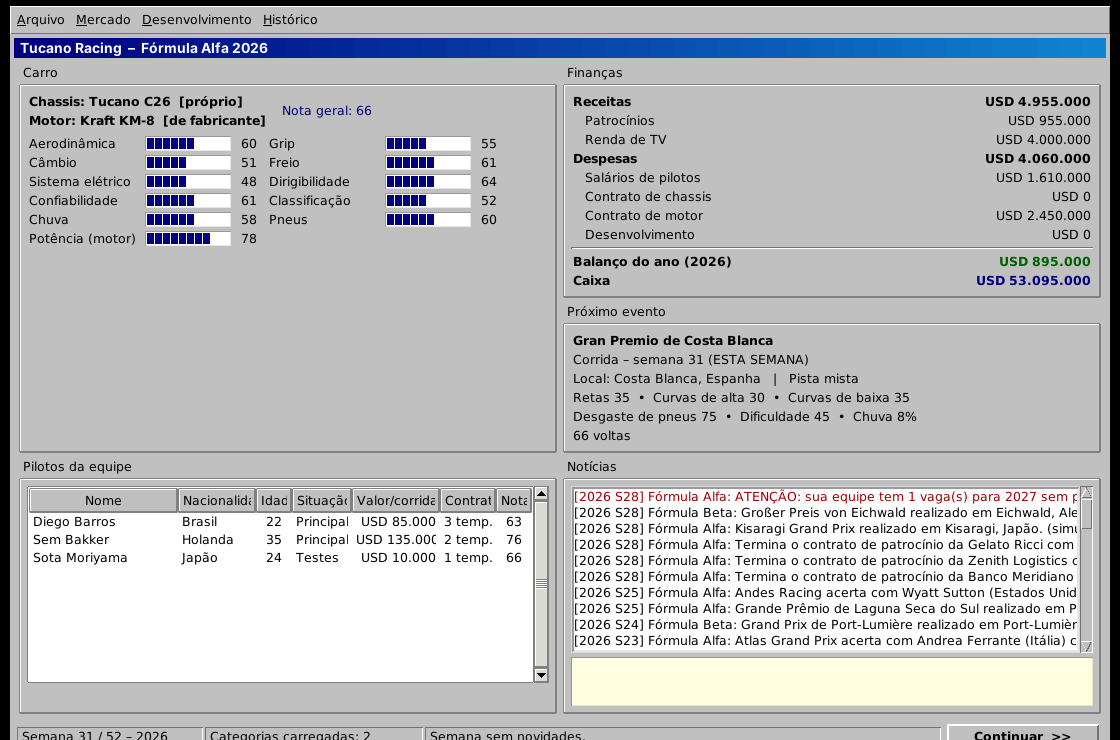 Arquivo Mercado Desenvolvimento Histórico
Tucano Racing – Fórmula Alfa 2026
Carro
Chassis: Tucano C26 [próprio]
Motor: Kraft KM-8 [de fabricante]
Nota geral: 66
Aerodinâmica 60 Grip 55
Câmbio 51 Freio 61
Sistema elétrico 48 Dirigibilidade 64
Confiabilidade 61 Classificação 52
Chuva 58 Pneus 60
Potência (motor) 78
Finanças
Receitas USD 4.955.000
Patrocínios USD 955.000
Renda de TV USD 4.000.000
Despesas USD 4.060.000
Salários de pilotos USD 1.610.000
Contrato de chassis USD 0
Contrato de motor USD 2.450.000
Desenvolvimento USD 0
Balanço do ano (2026) USD 895.000
Caixa USD 53.095.000
Próximo evento
Gran Premio de Costa Blanca
Corrida – semana 31 (ESTA SEMANA)
Local: Costa Blanca, Espanha | Pista mista
Retas 35 • Curvas de alta 30 • Curvas de baixa 35
Desgaste de pneus 75 • Dificuldade 45 • Chuva 8%
66 voltas
Pilotos da equipe
Nome Nacionalida Idad Situaçã Valor/corrida Contrat Nota
Diego Barros Brasil 22 Principal USD 85.000 3 temp. 63
Sem Bakker Holanda 35 Principal USD 135.000 2 temp. 76
Sota Moriyama Japão 24 Testes USD 10.000 1 temp. 66
Notícias
[2026 S28] Fórmula Alfa: ATENÇÃO: sua equipe tem 1 vaga(s) para 2027 sem p
[2026 S28] Fórmula Beta: Großer Preis von Eichwald realizado em Eichwald, Ale
[2026 S28] Fórmula Alfa: Kisaragi Grand Prix realizado em Kisaragi, Japão. (simu
[2026 S28] Fórmula Alfa: Termina o contrato de patrocínio da Gelato Ricci com
[2026 S28] Fórmula Alfa: Termina o contrato de patrocínio da Zenith Logistics c
[2026 S28] Fórmula Alfa: Termina o contrato de patrocínio da Banco Meridiano
[2026 S25] Fórmula Alfa: Andes Racing acerta com Wyatt Sutton (Estados Unid
[2026 S25] Fórmula Alfa: Grande Prêmio de Laguna Seca do Sul realizado em P
[2026 S24] Fórmula Beta: Grand Prix de Port-Lumière realizado em Port-Lumièr
[2026 S23] Fórmula Alfa: Atlas Grand Prix acerta com Andrea Ferrante (Itália) c
Semana 31 / 52 – 2026 Categorias carregadas: 2 Semana sem novidades. Continuar >>